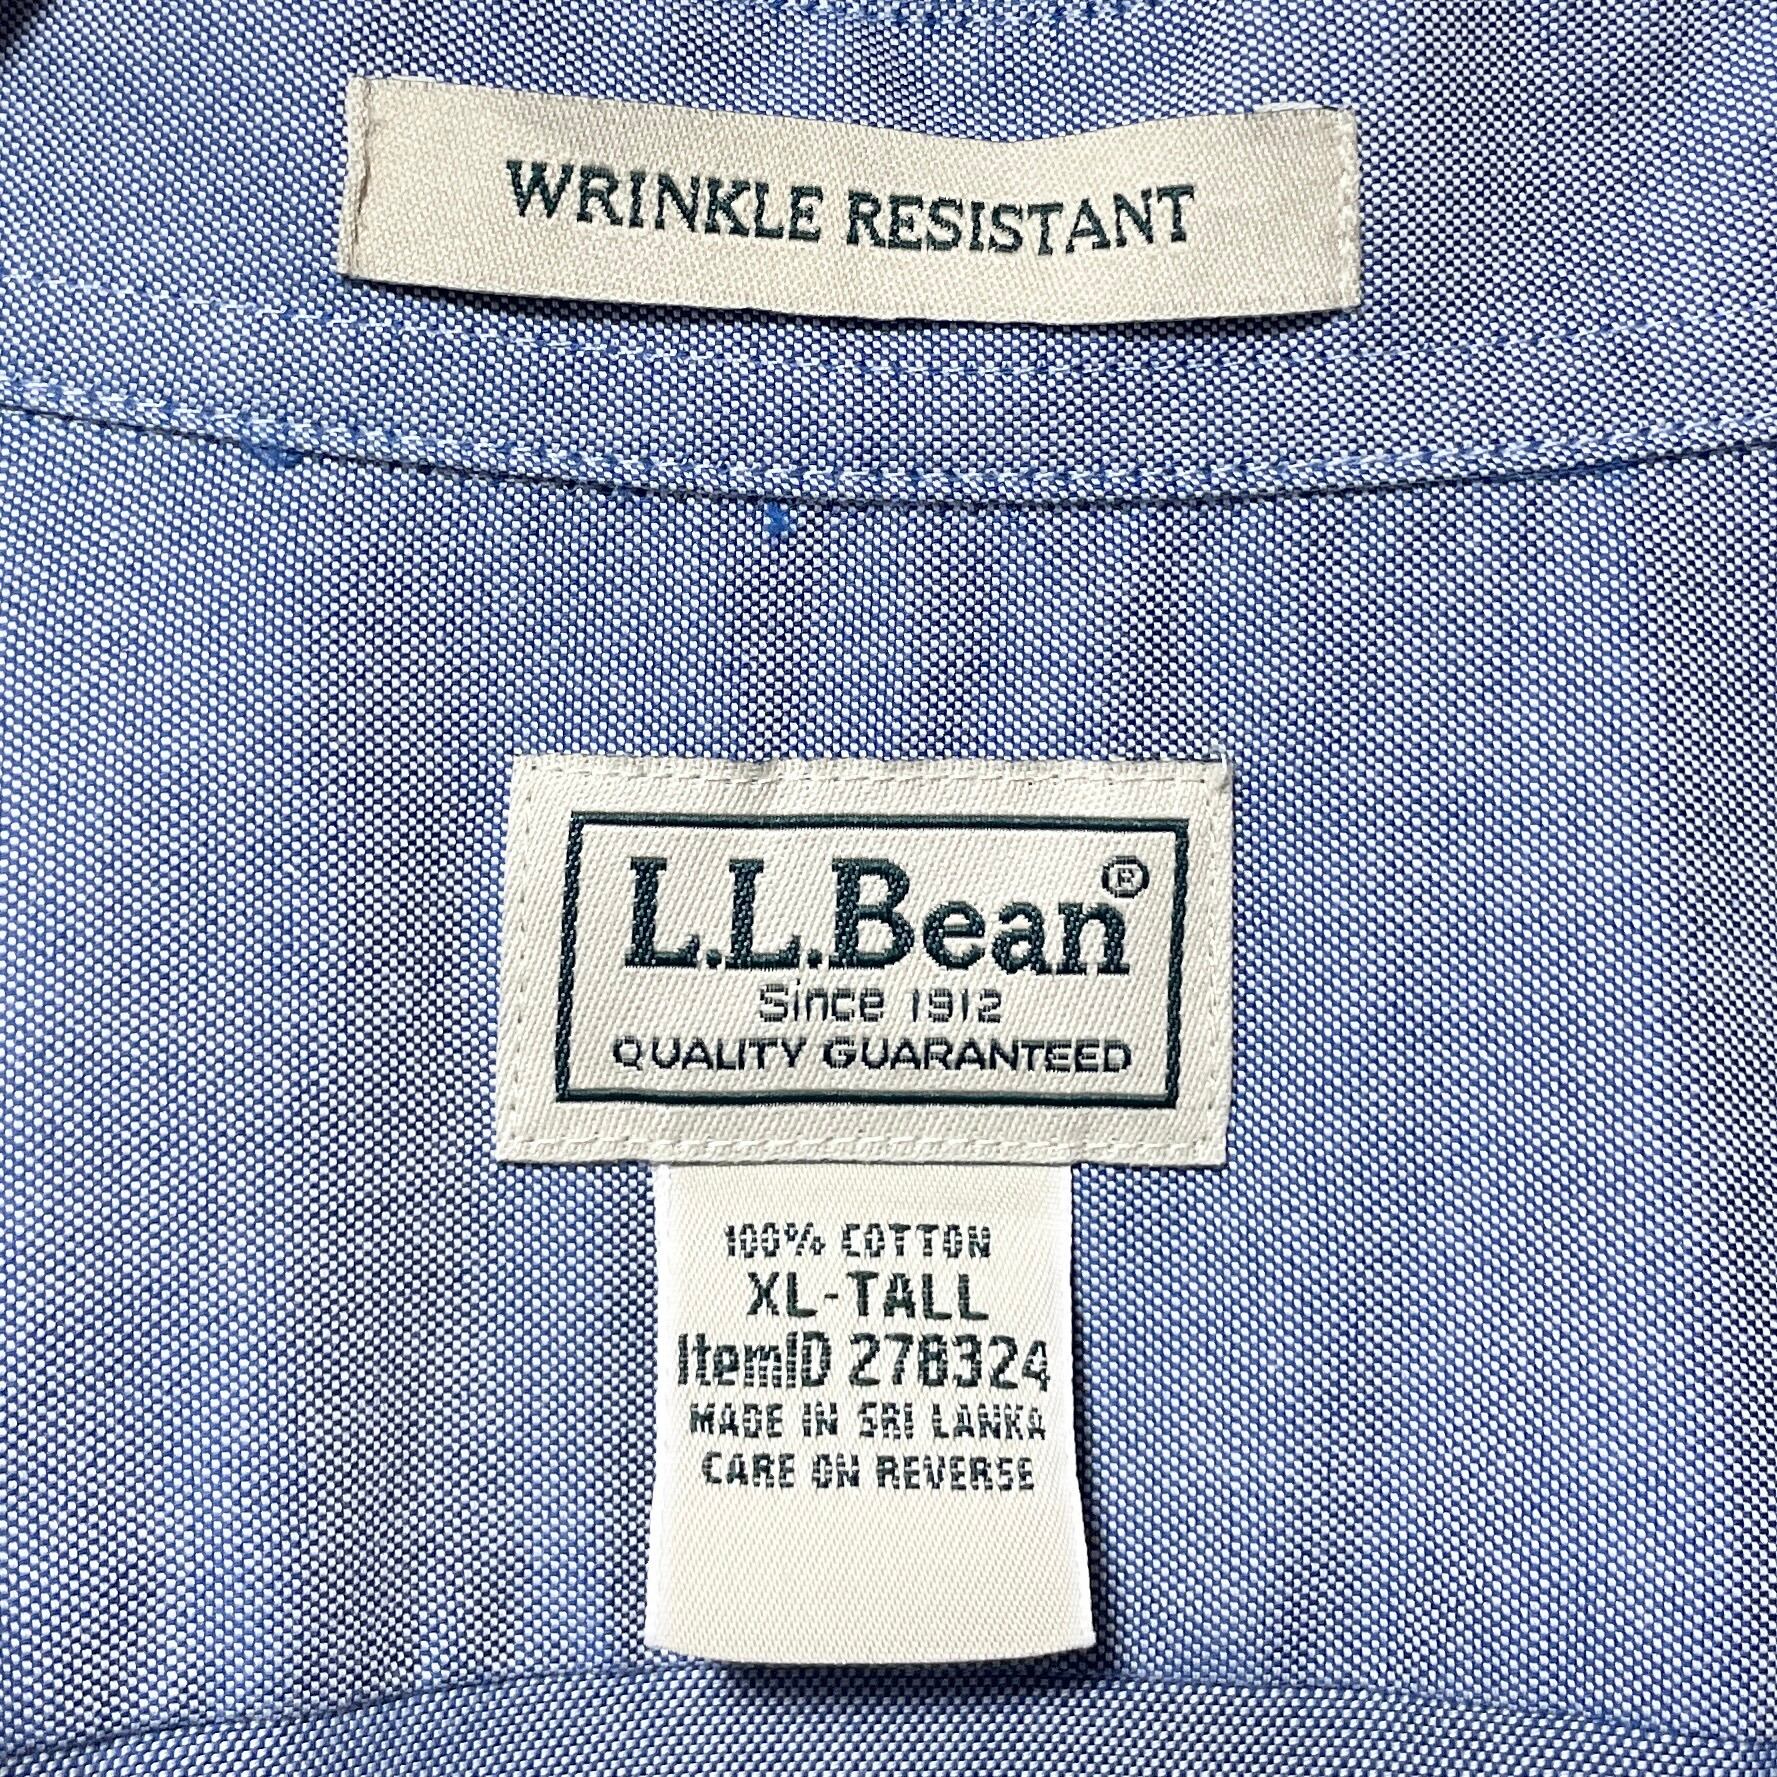 WRINKLE RESISTANT
L.L.Bean®
Since 1912
QUALITY GUARANTEED
100% COTTON
XL-TALL
ItemID 278324
MADE IN SRI LANKA
CARE ON REVERSE